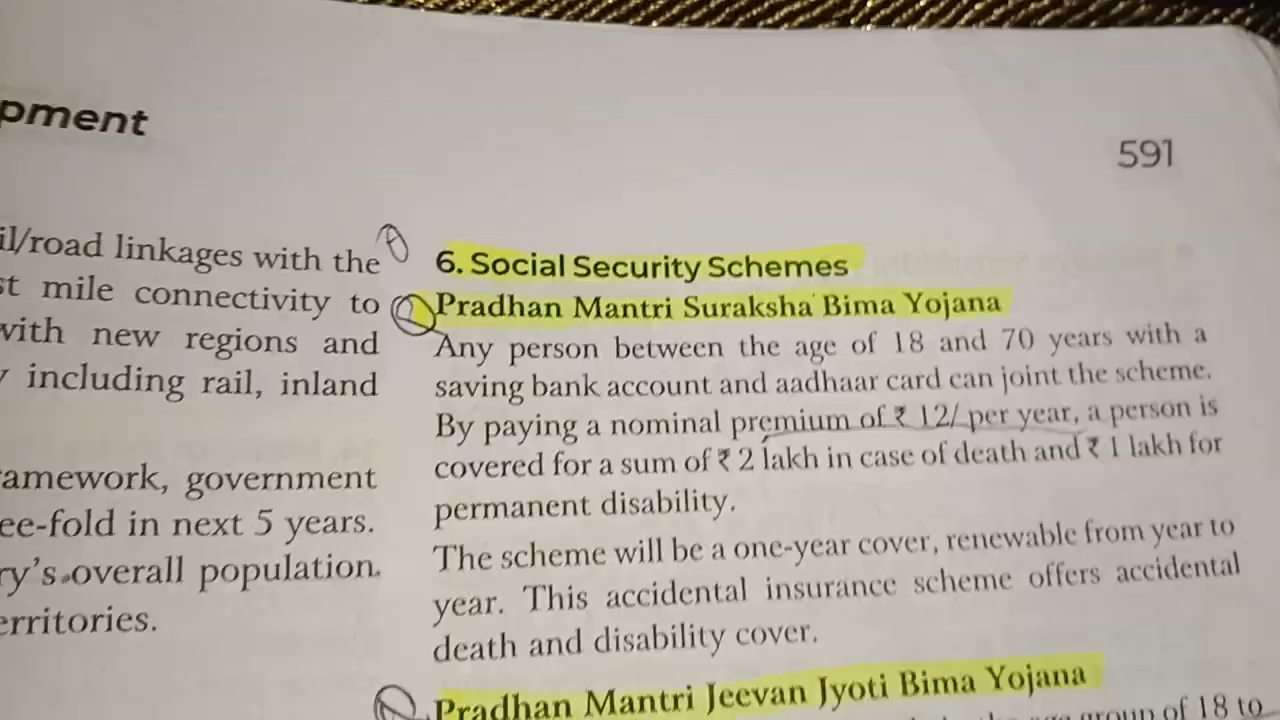 pment
591
il/road linkages with the
st mile connectivity to
with new regions and
including rail, inland
amework, government
ee-fold in next 5 years.
ry's overall population.
erritories.
6. Social Security Schemes
Pradhan Mantri Suraksha Bima Yojana
Any person between the age of 18 and 70 years with a
saving bank account and aadhaar card can joint the scheme.
By paying a nominal premium of ₹ 12/ per year, a person is
covered for a sum of ₹ 2 lakh in case of death and ₹ 1 lakh for
permanent disability.
The scheme will be a one-year cover, renewable from year to
year. This accidental insurance scheme offers accidental
death and disability cover.
Pradhan Mantri Jeevan Jyoti Bima Yojana
group of 18 to